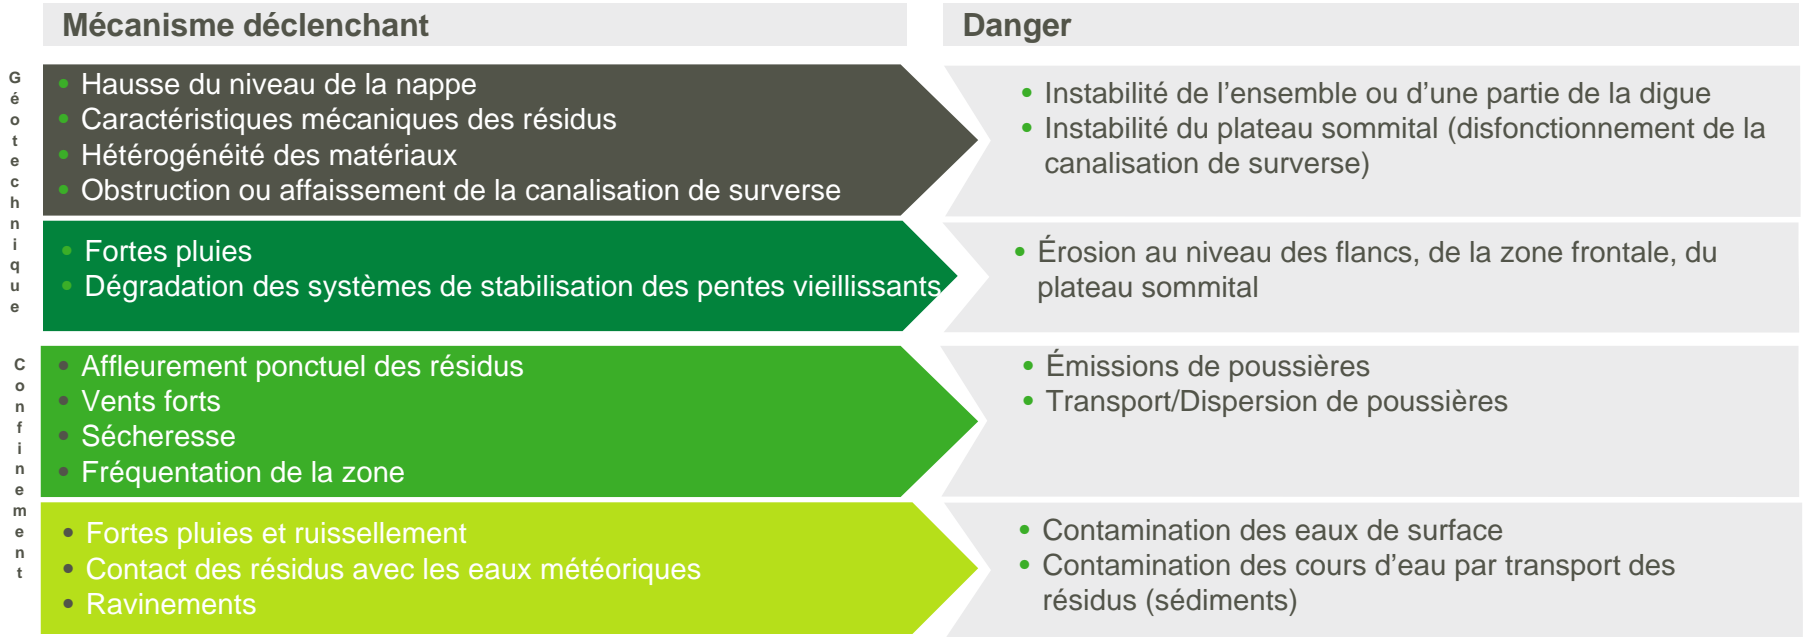 Mécanisme déclenchant
Danger
Géotechnique
• Hausse du niveau de la nappe
• Caractéristiques mécaniques des résidus
• Hétérogénéité des matériaux
• Obstruction ou affaissement de la canalisation de surverse
• Instabilité de l'ensemble ou d'une partie de la digue
• Instabilité du plateau sommital (disfonctionnement de la
canalisation de surverse)
• Fortes pluies
• Dégradation des systèmes de stabilisation des pentes vieillissants
• Érosion au niveau des flancs, de la zone frontale, du
plateau sommital
Confinement
• Affleurement ponctuel des résidus
• Vents forts
• Sécheresse
• Fréquentation de la zone
• Émissions de poussières
• Transport/Dispersion de poussières
• Fortes pluies et ruissellement
• Contact des résidus avec les eaux météoriques
• Ravinements
• Contamination des eaux de surface
• Contamination des cours d'eau par transport des
résidus (sédiments)